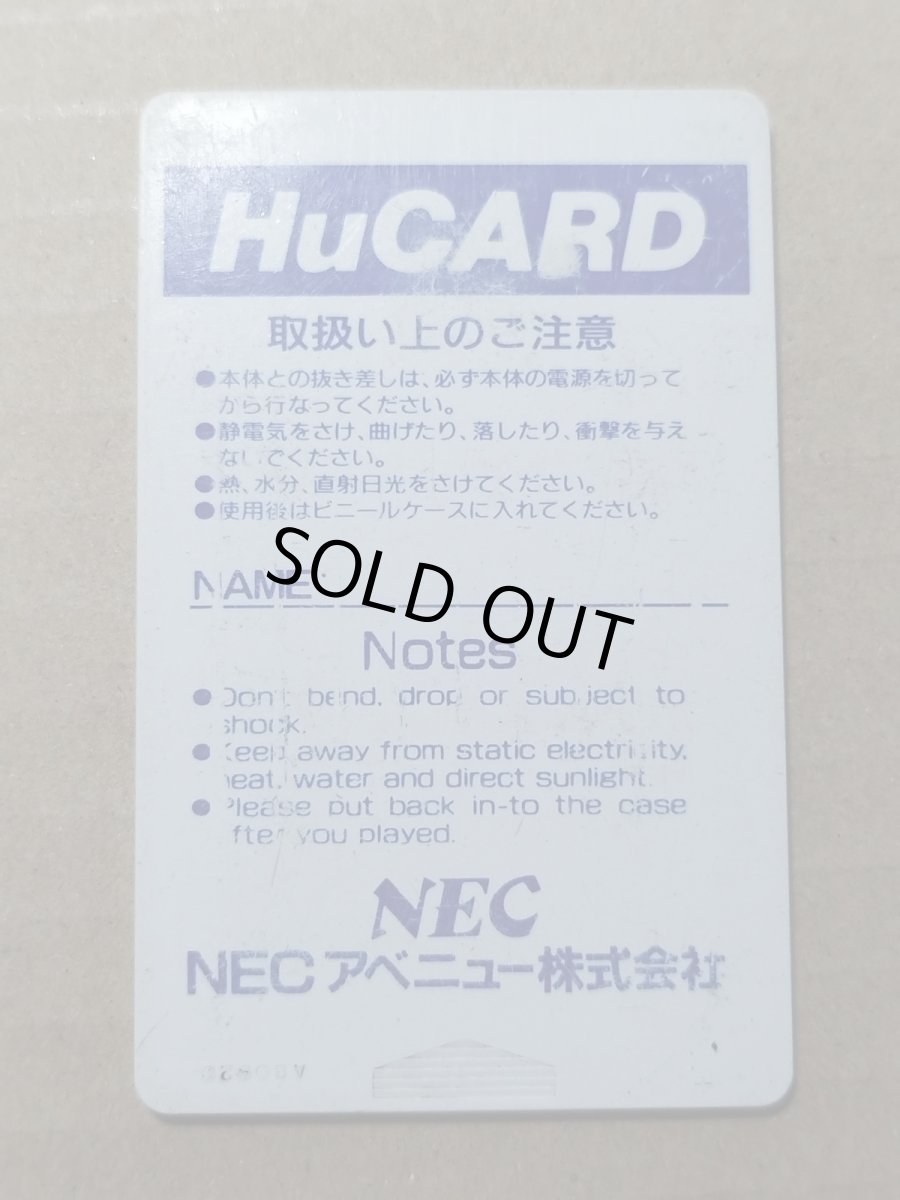 HuCARD
取扱い上のご注意
●本体との抜き差しは、必ず本体の電源を切って
から行なってください。
●静電気をさけ、曲げたり、落したり、衝撃を与え
ないでください。
●熱、水分、直射日光をさけてください。
●使用後はビニールケースに入れてください。
NAME:
SOLD OUT
Notes
● Don't bend, drop or subject to
shock.
● Keep away from static electricity,
heat, water and direct sunlight.
● Please put back in-to the case
after you played.
NEC
NECアベニュー株式会社